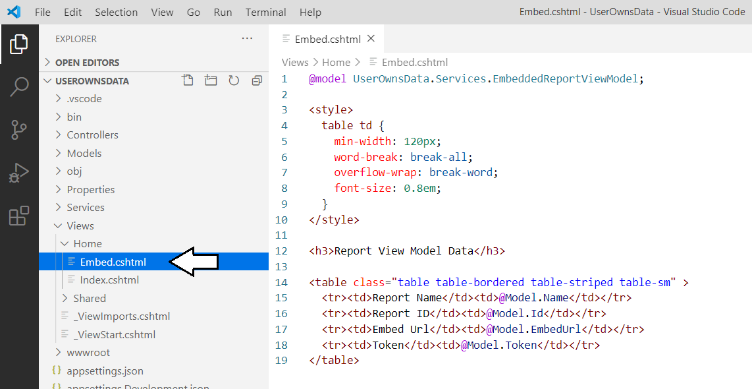 File Edit Selection View Go Run Terminal Help Embed.cshtml - UserOwnsData - Visual Studio Code
EXPLORER ···
OPEN EDITORS
USEROWNSDATA
.vscode
bin
Controllers
Models
obj
Properties
Services
Views
Home
Embed.cshtml
Index.cshtml
Shared
_ViewImports.cshtml
_ViewStart.cshtml
wwwroot
{} appsettings.json
{} appsettings.Development.json
Embed.cshtml ×
Views > Home > Embed.cshtml
1 @model UserOwnsData.Services.EmbeddedReportViewModel;
2
3 <style>
4 table td {
5 min-width: 120px;
6 word-break: break-all;
7 overflow-wrap: break-word;
8 font-size: 0.8em;
9 }
10 </style>
11
12 <h3>Report View Model Data</h3>
13
14 <table class="table table-bordered table-striped table-sm" >
15 <tr><td>Report Name</td><td>@Model.Name</td></tr>
16 <tr><td>Report ID</td><td>@Model.Id</td></tr>
17 <tr><td>Embed Url</td><td>@Model.EmbedUrl</td></tr>
18 <tr><td>Token</td><td>@Model.Token</td></tr>
19 </table>